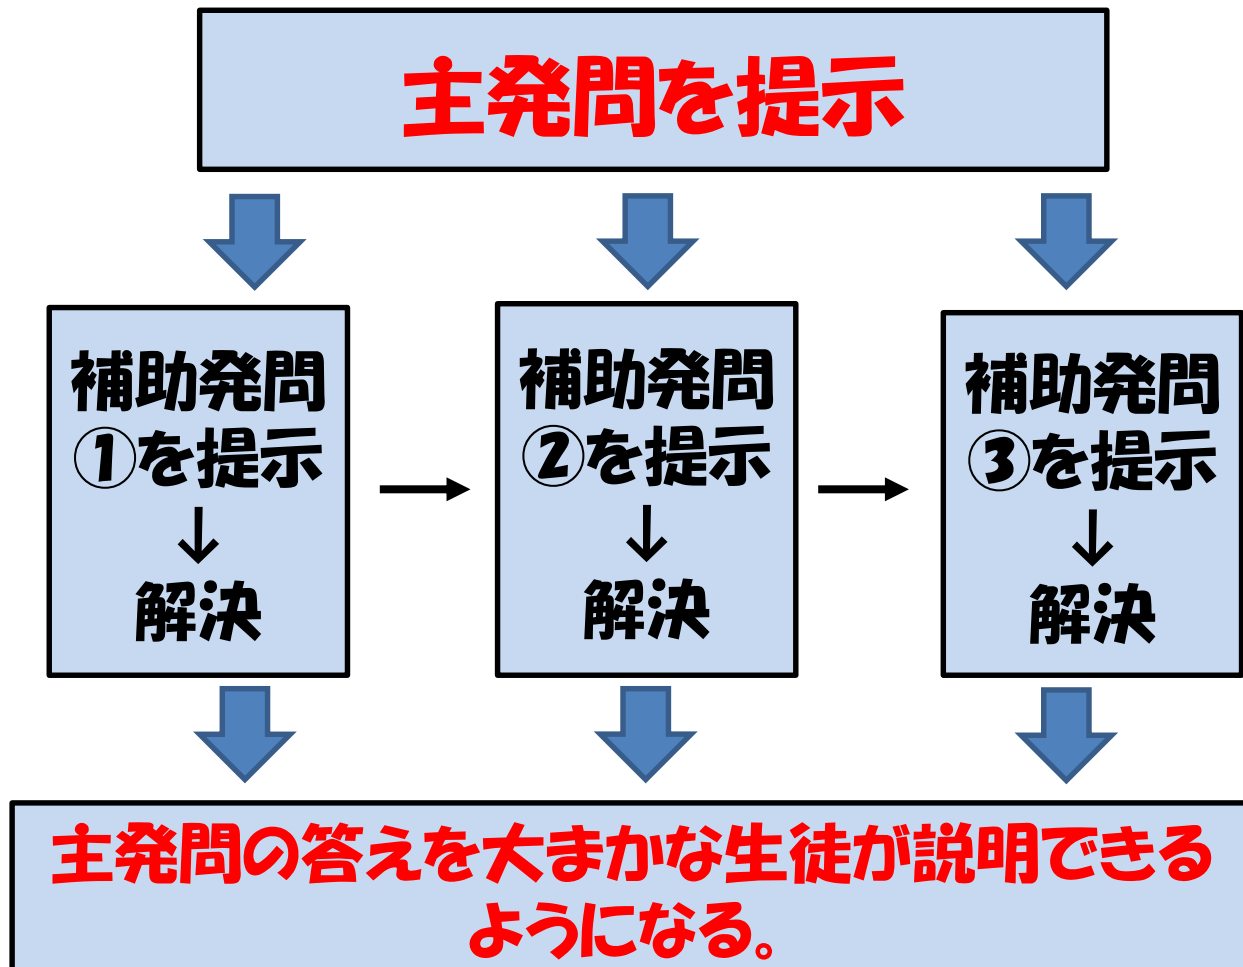 主発問を提示
補助発問
①を提示
↓
解決
→
補助発問
②を提示
↓
解決
→
補助発問
③を提示
↓
解決
主発問の答えを大まかな生徒が説明できる
ようになる。